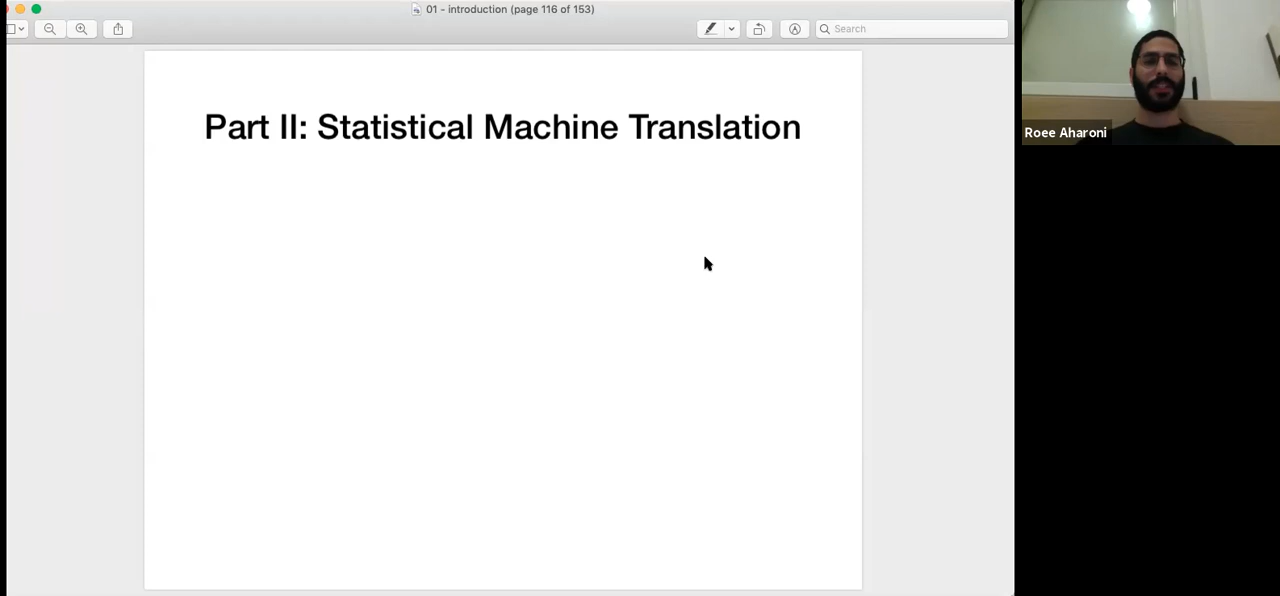 01 - introduction (page 116 of 153)
Search
Part II: Statistical Machine Translation
Roee Aharoni